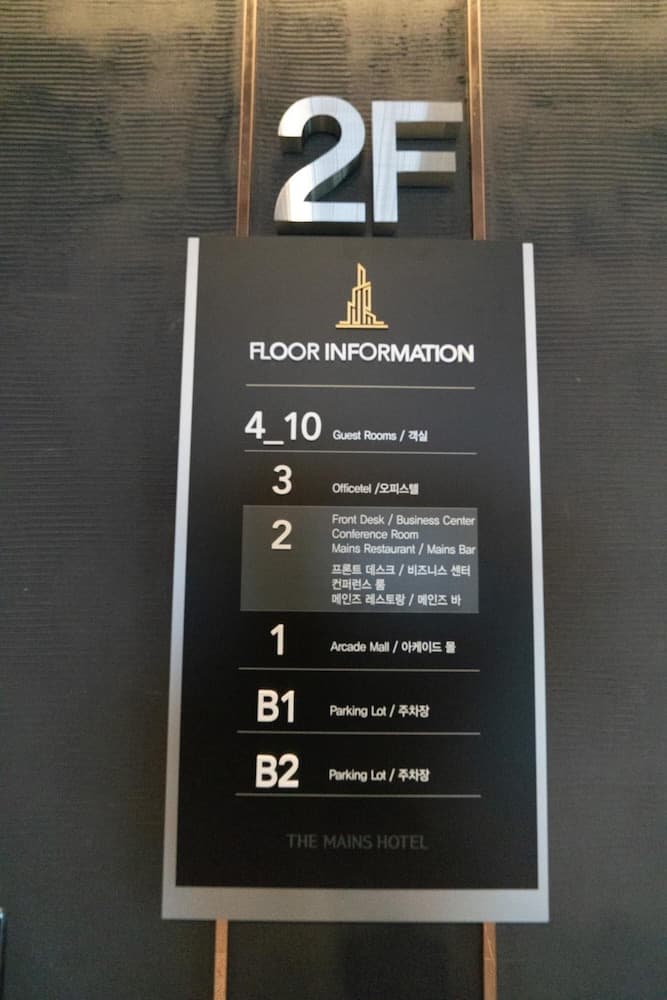 2F
FLOOR INFORMATION
4_10 Guest Rooms / 객실
3 Officetel /오피스텔
2 Front Desk / Business Center
Conference Room
Mains Restaurant / Mains Bar
프론트 데스크 / 비즈니스 센터
컨퍼런스 룸
메인즈 레스토랑 / 메인즈 바
1 Arcade Mall / 아케이드 몰
B1 Parking Lot / 주차장
B2 Parking Lot / 주차장
THE MAINS HOTEL